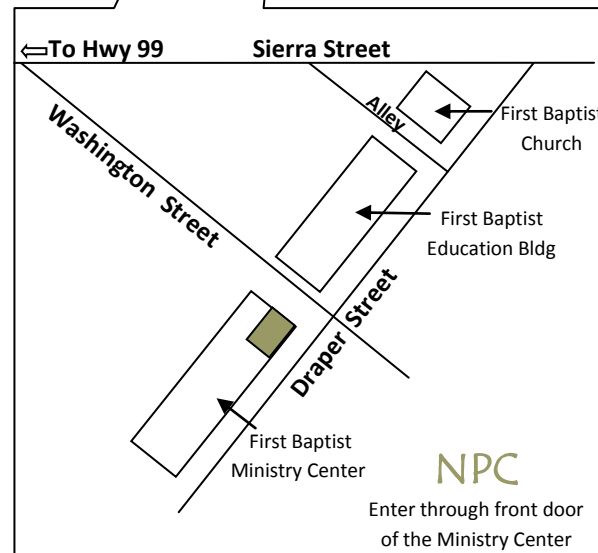 ⇦To Hwy 99 Sierra Street
Alley
First Baptist
Church
Washington Street
First Baptist
Education Bldg
Draper Street
First Baptist
Ministry Center
NPC
Enter through front door
of the Ministry Center